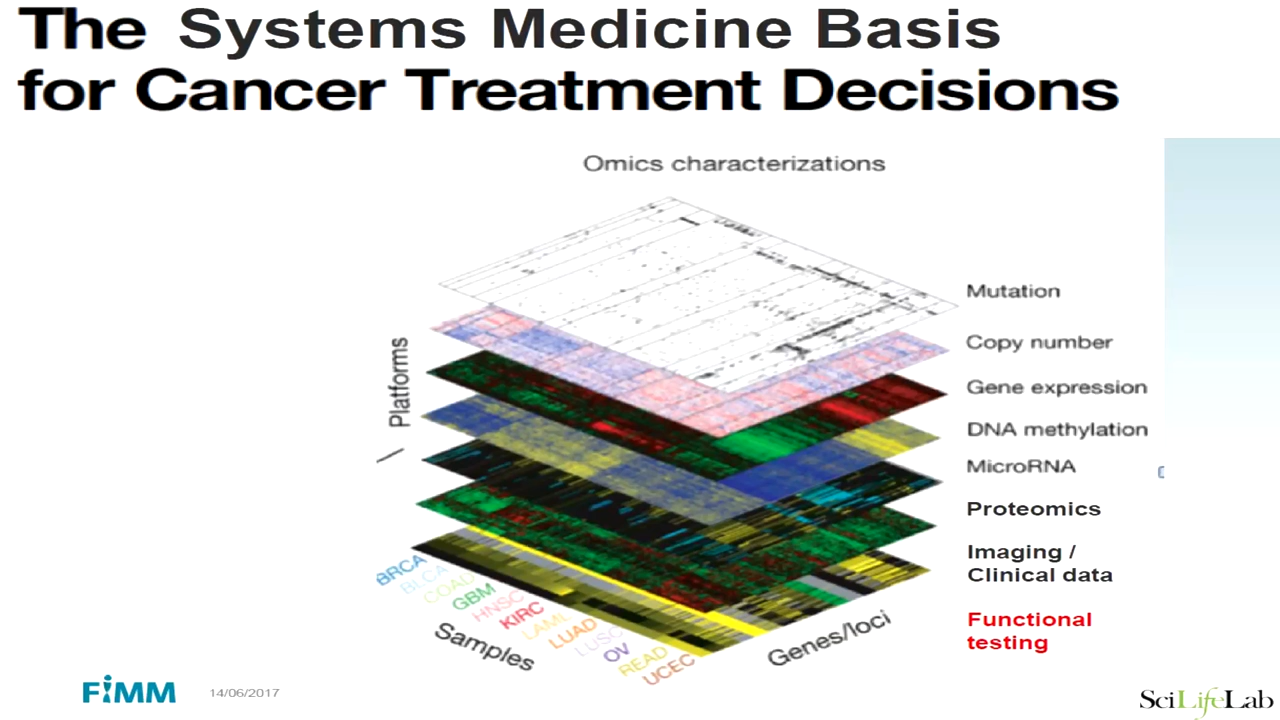 The Systems Medicine Basis
for Cancer Treatment Decisions
Omics characterizations
Platforms
Mutation
Copy number
Gene expression
DNA methylation
MicroRNA
Proteomics
Imaging /
Clinical data
Functional
testing
BRCA
BLCA
COAD
GBM
HNSC
KIRC
LAML
LUAD
LUSC
OV
READ
UCEC
Samples
Genes/loci
FIMM
14/06/2017
SciLifeLab